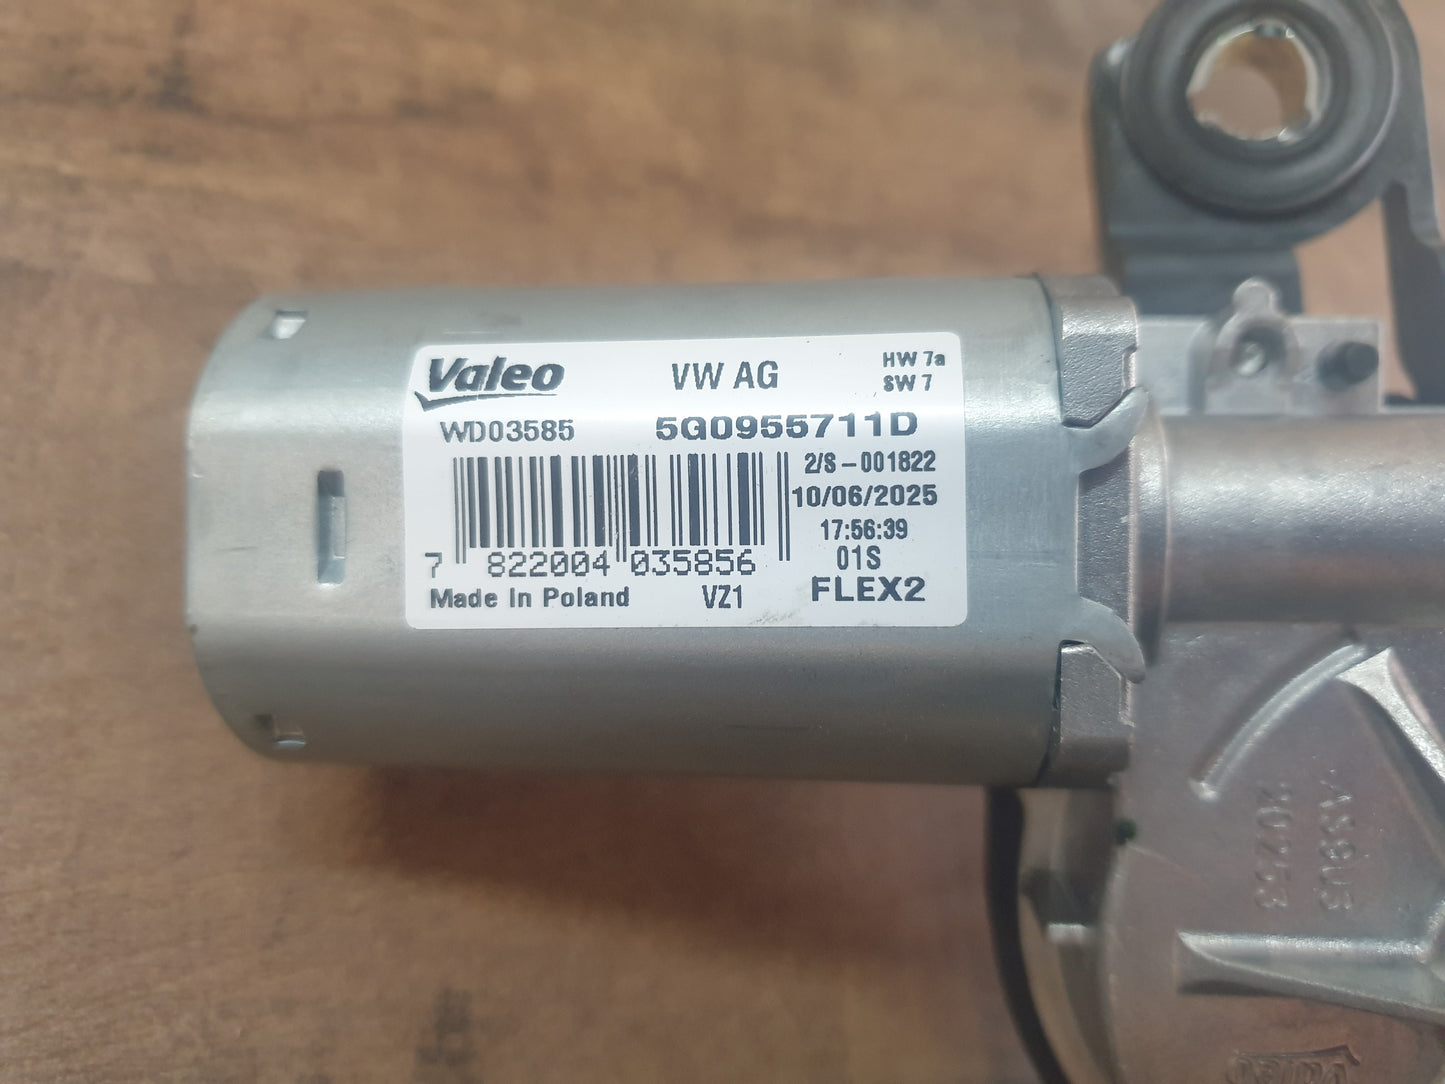 Valeo VW AG HW 7a
SW 7
WD03585 5G0955711D
2/S - 001822
10/06/2025
17:56:39
7 822004 035856 01S
Made In Poland VZ1 FLEX2
202253